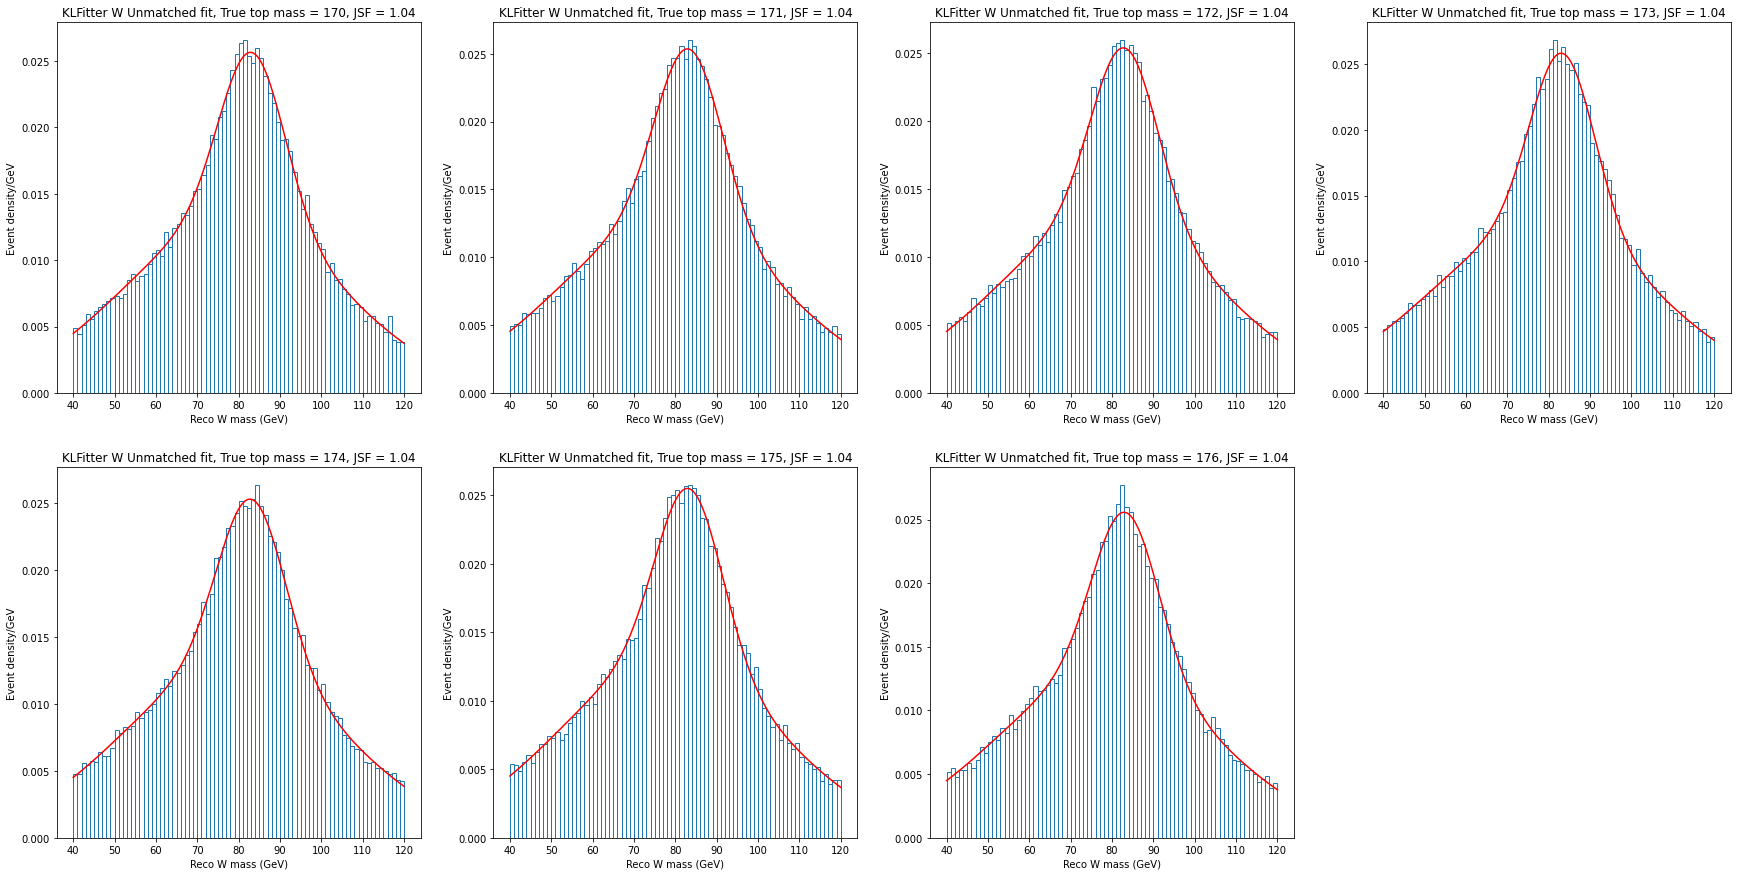 KLFitter W Unmatched fit, True top mass = 170, JSF = 1.04
Event density/GeV
0.025
0.020
0.015
0.010
0.005
0.000
40 50 60 70 80 90 100 110 120
Reco W mass (GeV)
KLFitter W Unmatched fit, True top mass = 171, JSF = 1.04
Event density/GeV
0.025
0.020
0.015
0.010
0.005
0.000
40 50 60 70 80 90 100 110 120
Reco W mass (GeV)
KLFitter W Unmatched fit, True top mass = 172, JSF = 1.04
Event density/GeV
0.025
0.020
0.015
0.010
0.005
0.000
40 50 60 70 80 90 100 110 120
Reco W mass (GeV)
KLFitter W Unmatched fit, True top mass = 173, JSF = 1.04
Event density/GeV
0.025
0.020
0.015
0.010
0.005
0.000
40 50 60 70 80 90 100 110 120
Reco W mass (GeV)
KLFitter W Unmatched fit, True top mass = 174, JSF = 1.04
Event density/GeV
0.025
0.020
0.015
0.010
0.005
0.000
40 50 60 70 80 90 100 110 120
Reco W mass (GeV)
KLFitter W Unmatched fit, True top mass = 175, JSF = 1.04
Event density/GeV
0.025
0.020
0.015
0.010
0.005
0.000
40 50 60 70 80 90 100 110 120
Reco W mass (GeV)
KLFitter W Unmatched fit, True top mass = 176, JSF = 1.04
Event density/GeV
0.025
0.020
0.015
0.010
0.005
0.000
40 50 60 70 80 90 100 110 120
Reco W mass (GeV)